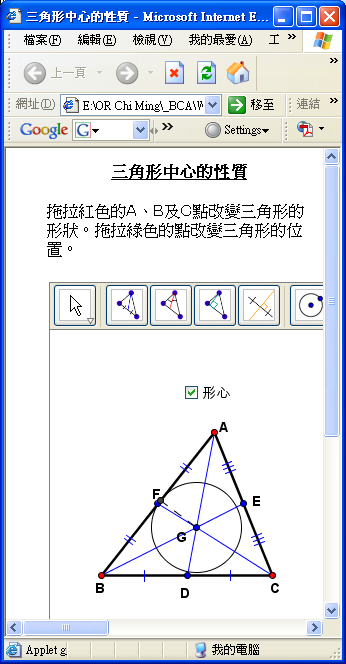 三角形中心的性質 - Microsoft Internet E...
檔案(F) 編輯(E) 檢視(V) 我的最愛(A) 工 »
上一頁 »
網址(D) E:\OR Chi Ming\_BCA\W 移至 連結 »
Google G Settings
三角形中心的性質
拖拉紅色的A、B及C點改變三角形的
形狀。拖拉綠色的點改變三角形的位
置。
形心
A
F
E
G
B
D
C
Applet g 我的電腦